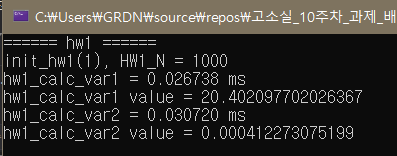 C:₩Users₩GRDN₩source₩repos₩고소실_10주차_과제_배
====== hw1 ======
init_hw1(1), HW1_N = 1000
hw1_calc_var1 = 0.026738 ms
hw1_calc_var1 value = 20.402097702026367
hw1_calc_var2 = 0.030720 ms
hw1_calc_var2 value = 0.000412273075199